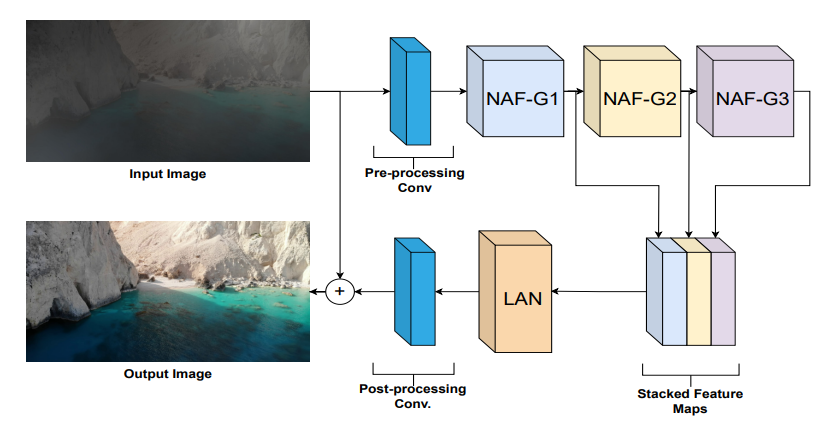 NAF-G1
NAF-G2
NAF-G3
Input Image
Pre-processing
Conv
+
LAN
Output Image
Post-processing
Conv.
Stacked Feature
Maps